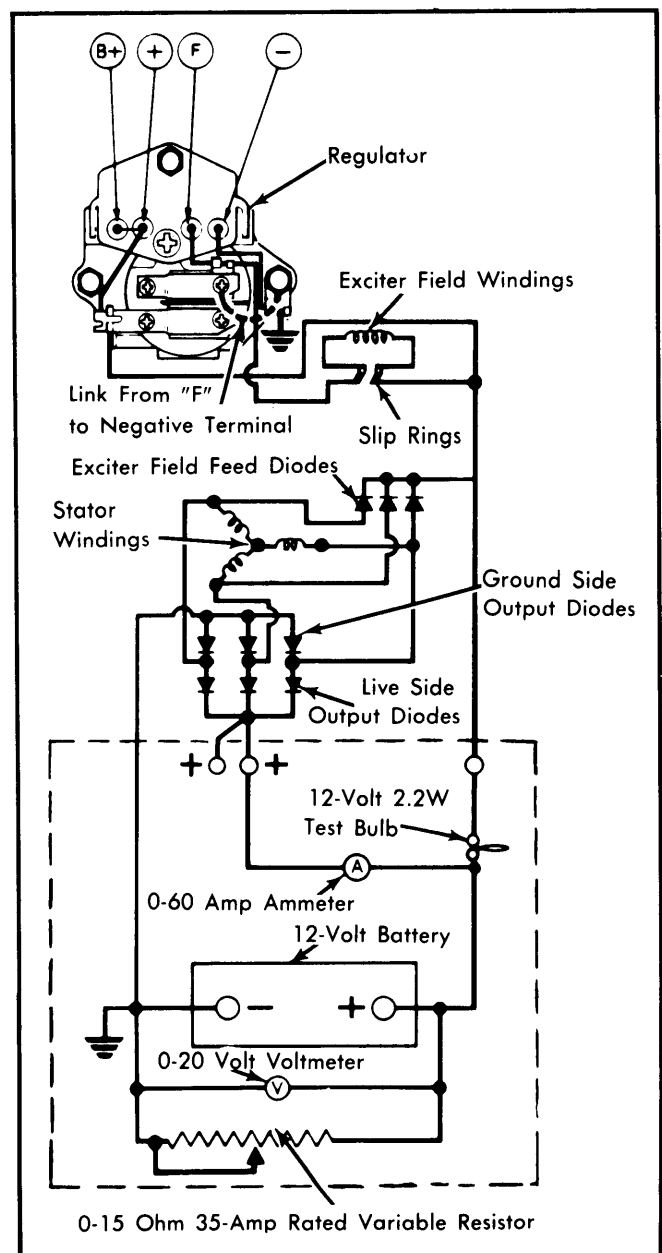 B+ + F −
Regulator
Exciter Field Windings
Link From "F"
to Negative Terminal
Slip Rings
Exciter Field Feed Diodes
Stator
Windings
Ground Side
Output Diodes
Live Side
Output Diodes
+ +
12-Volt 2.2W
Test Bulb
A
0-60 Amp Ammeter
12-Volt Battery
− +
0-20 Volt Voltmeter
V
0-15 Ohm 35-Amp Rated Variable Resistor